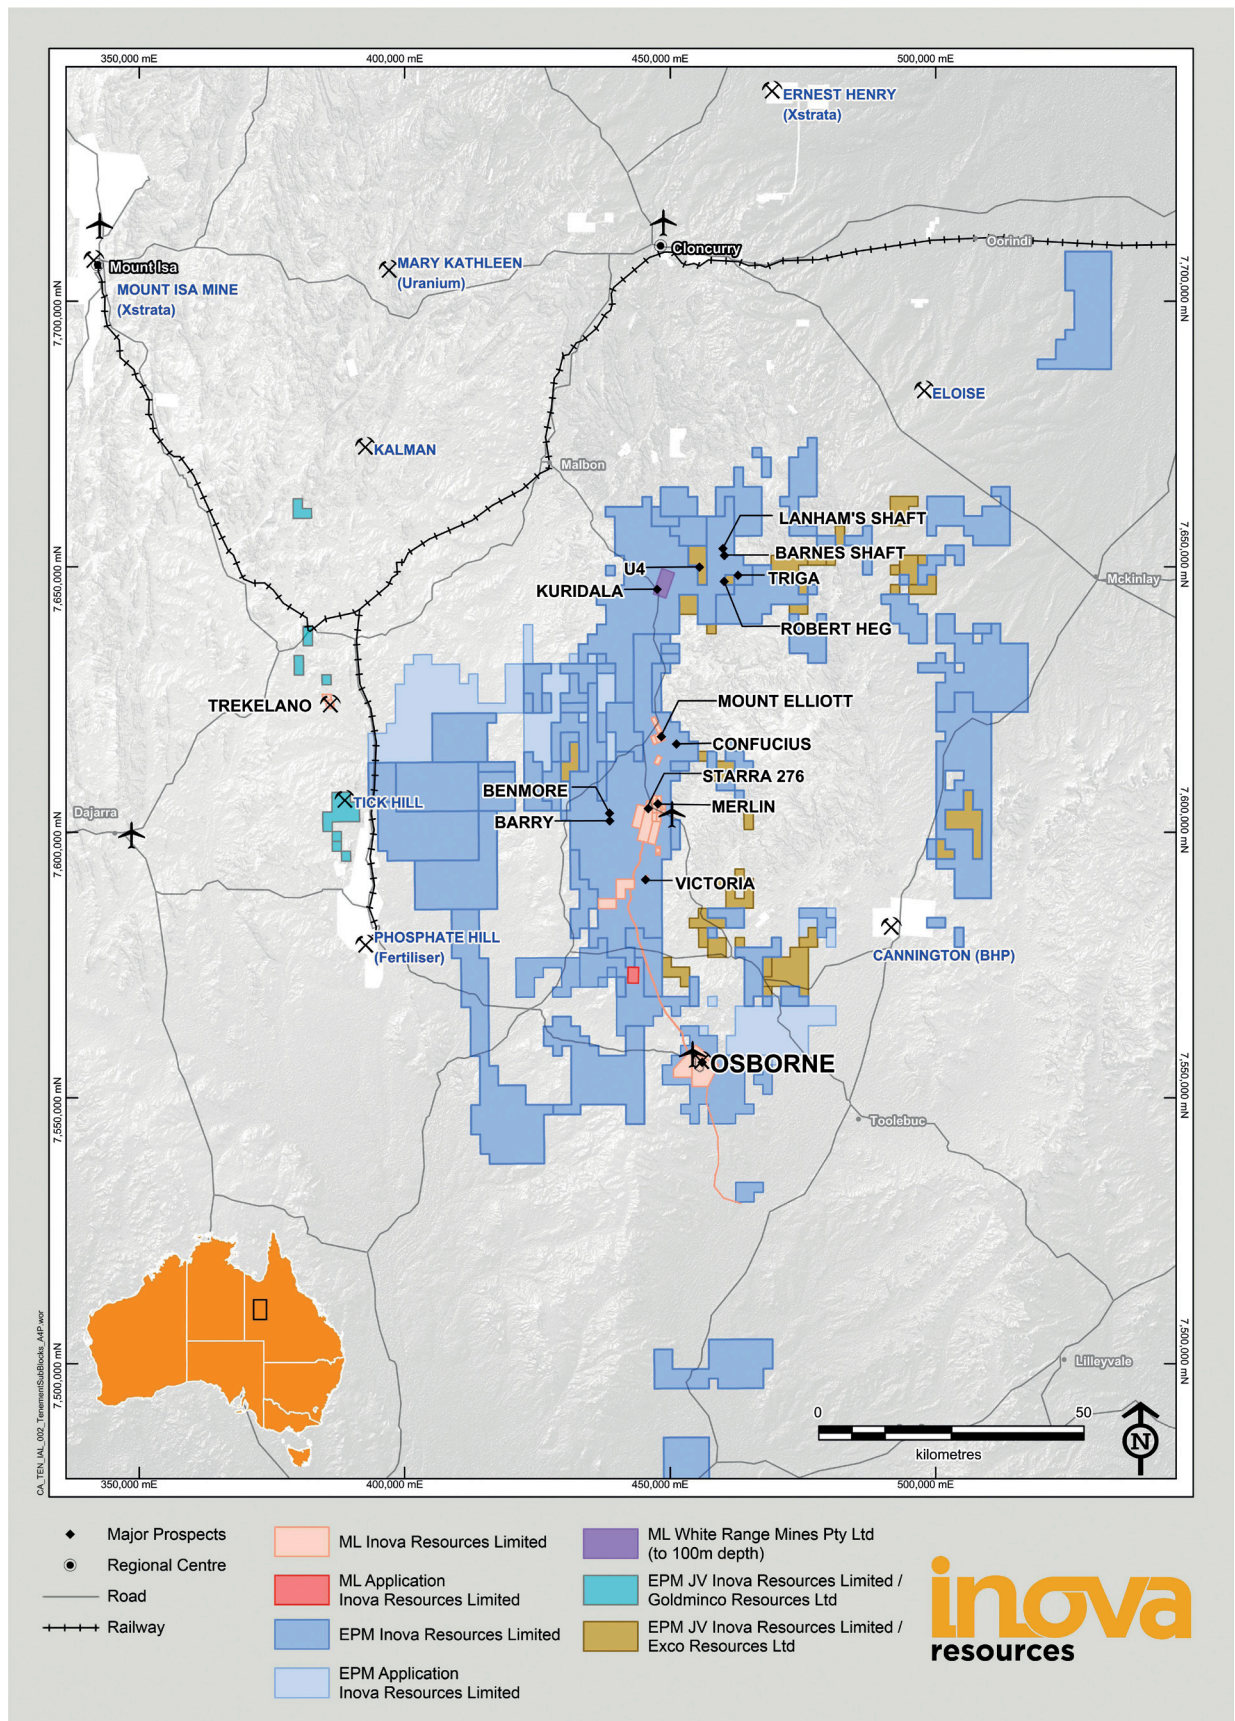 350,000 mE
400,000 mE
450,000 mE
500,000 mE
ERNEST HENRY
(Xstrata)
Cloncurry
Oorindi
Mount Isa
MOUNT ISA MINE
(Xstrata)
MARY KATHLEEN
(Uranium)
7,700,000 mN
7,700,000 mN
ELOISE
KALMAN
Malbon
LANHAM'S SHAFT
BARNES SHAFT
U4
TRIGA
KURIDALA
ROBERT HEG
7,650,000 mN
7,650,000 mN
Mckinlay
TREKELANO
MOUNT ELLIOTT
CONFUCIUS
STARRA 276
BENMORE
MERLIN
BARRY
TICK HILL
Dajarra
7,600,000 mN
7,600,000 mN
VICTORIA
PHOSPHATE HILL
(Fertiliser)
CANNINGTON (BHP)
OSBORNE
7,550,000 mN
7,550,000 mN
Toolebuc
7,500,000 mN
7,500,000 mN
Lilleyvale
0
50
kilometres
N
CA_TEN_IAL_002_TenementSubBlocks_A4P.wor
350,000 mE
400,000 mE
450,000 mE
500,000 mE
Major Prospects
Regional Centre
Road
Railway
ML Inova Resources Limited
ML Application
Inova Resources Limited
EPM Inova Resources Limited
EPM Application
Inova Resources Limited
ML White Range Mines Pty Ltd
(to 100m depth)
EPM JV Inova Resources Limited /
Goldminco Resources Ltd
EPM JV Inova Resources Limited /
Exco Resources Ltd
inova
resources